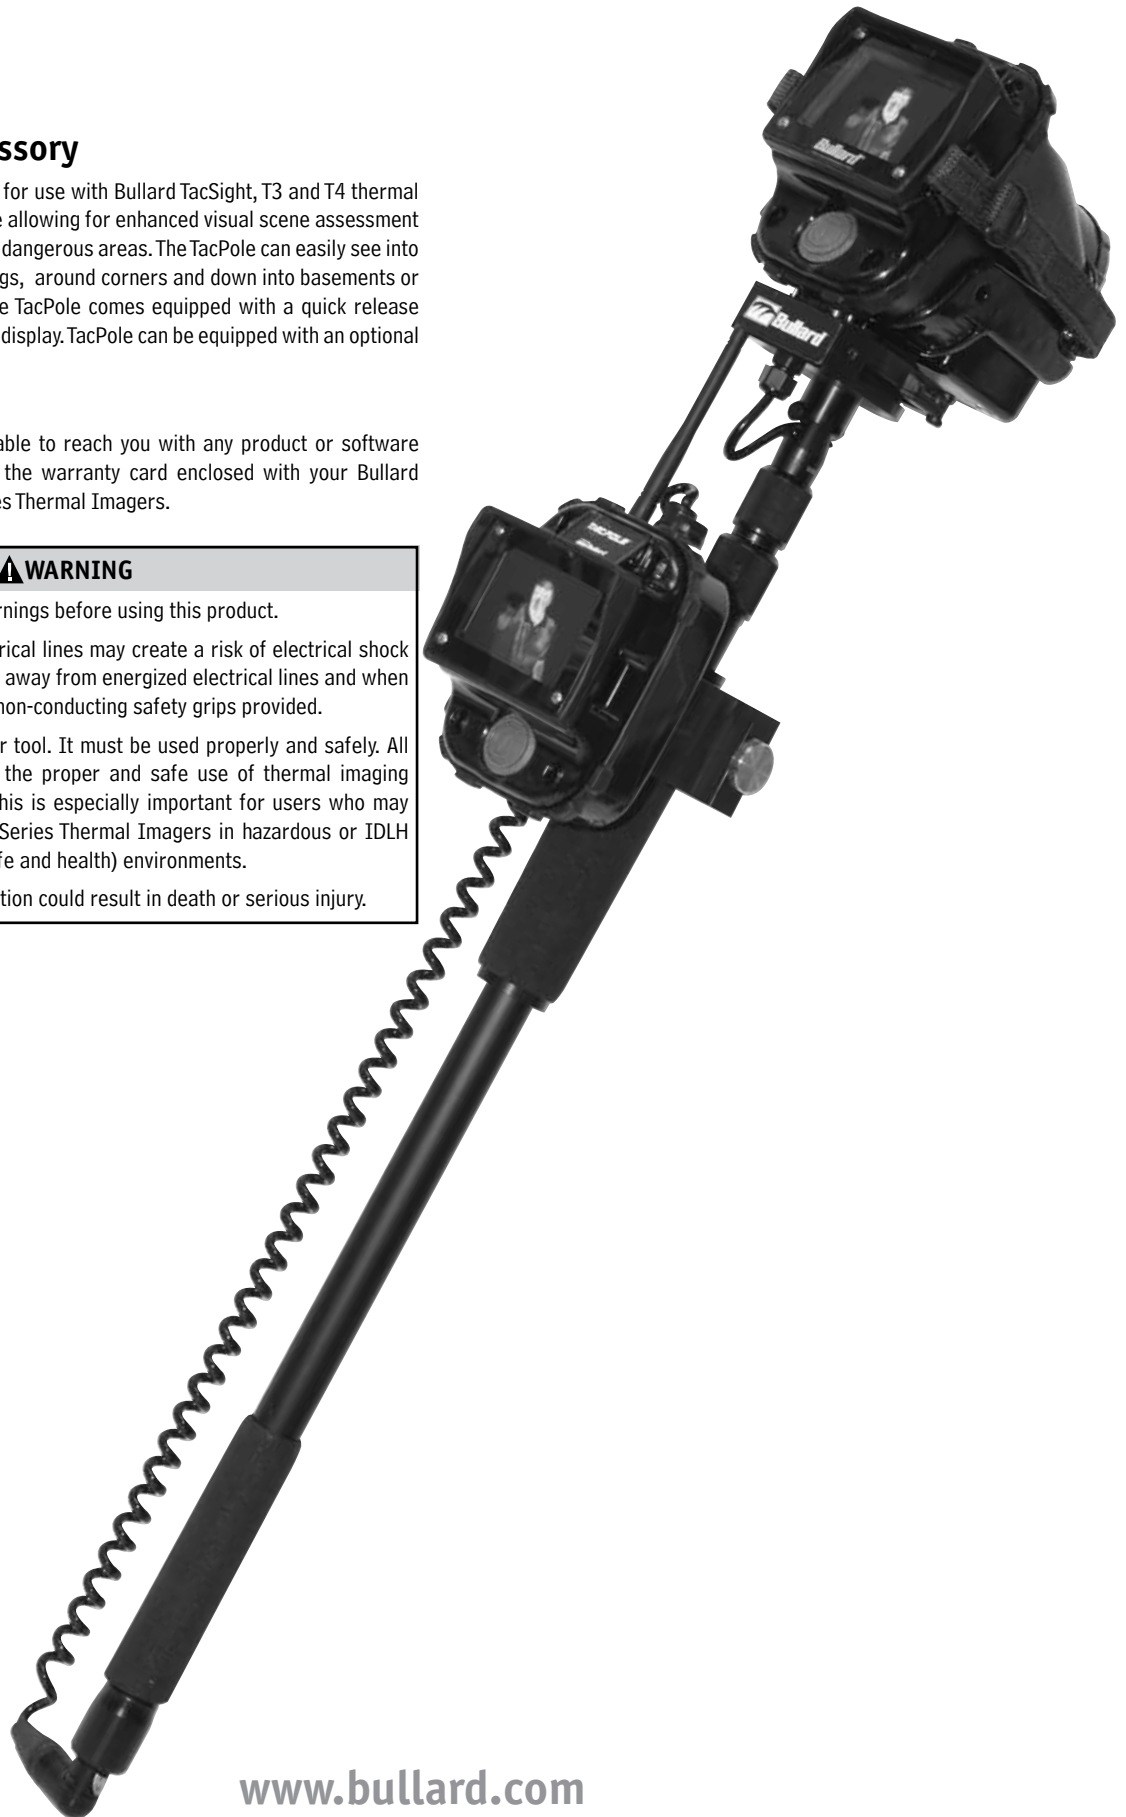 ssory
for use with Bullard TacSight, T3 and T4 thermal
allowing for enhanced visual scene assessment
dangerous areas. The TacPole can easily see into
gs, around corners and down into basements or
e TacPole comes equipped with a quick release
display. TacPole can be equipped with an optional
able to reach you with any product or software
the warranty card enclosed with your Bullard
es Thermal Imagers.
WARNING
rnings before using this product.
rical lines may create a risk of electrical shock
away from energized electrical lines and when
non-conducting safety grips provided.
r tool. It must be used properly and safely. All
the proper and safe use of thermal imaging
his is especially important for users who may
Series Thermal Imagers in hazardous or IDLH
fe and health) environments.
tion could result in death or serious injury.
Bullard
Bullard
TACPOLE
Bullard
www.bullard.com